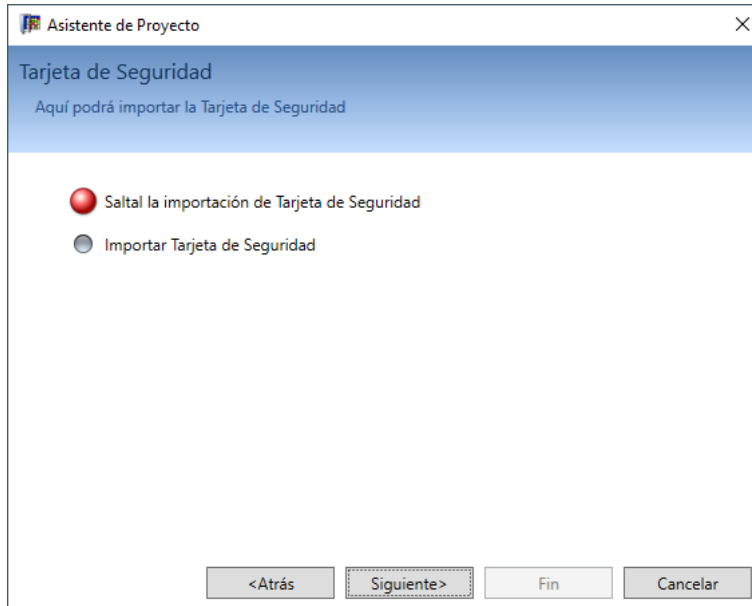 Asistente de Proyecto
Tarjeta de Seguridad
Aquí podrá importar la Tarjeta de Seguridad
Saltal la importación de Tarjeta de Seguridad
Importar Tarjeta de Seguridad
<Atrás Siguiente> Fin Cancelar